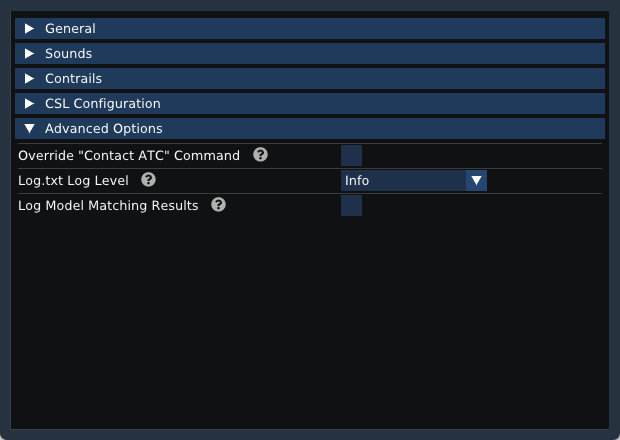 General
Sounds
Contrails
CSL Configuration
Advanced Options
Override "Contact ATC" Command ?
Log.txt Log Level ? Info
Log Model Matching Results ?